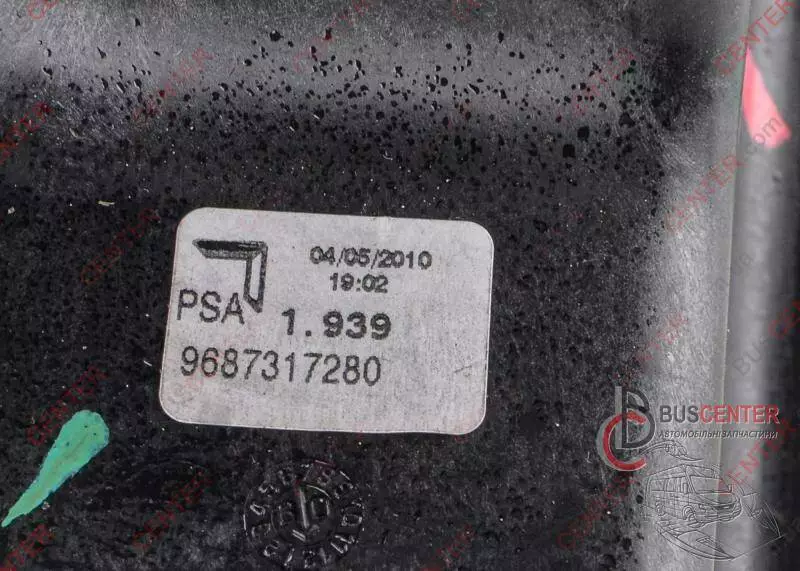 04/05/2010
19:02
PSA 1.939
9687317280
BUSCENTER
АВТОМОБІЛЬНІ ЗАПЧАСТИНИ